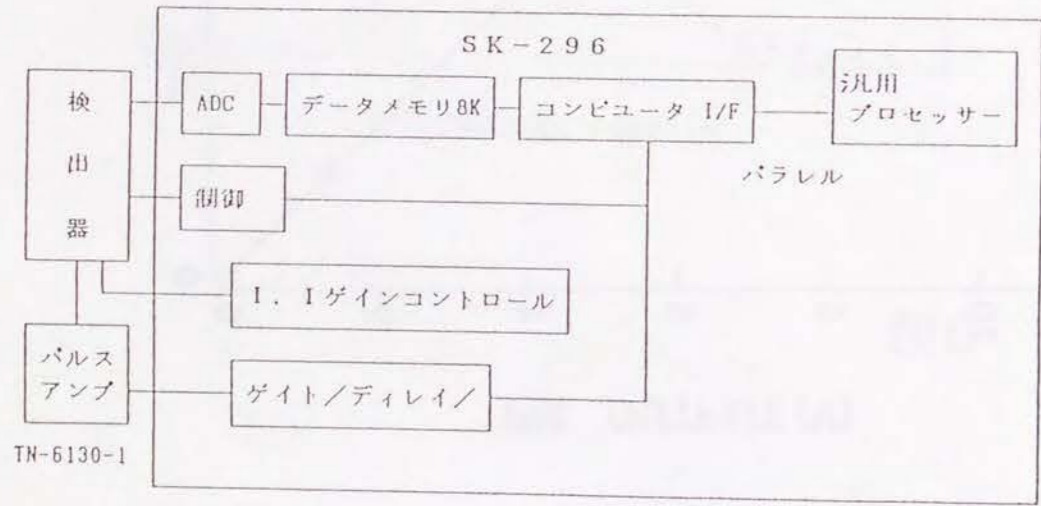 SK-296
検
出
器
ADC
データメモリ8K
コンピュータ I/F
汎用
プロセッサー
パラレル
制御
I．Iゲインコントロール
パルス
アンプ
ゲイト／ディレイ／
TN-6130-1